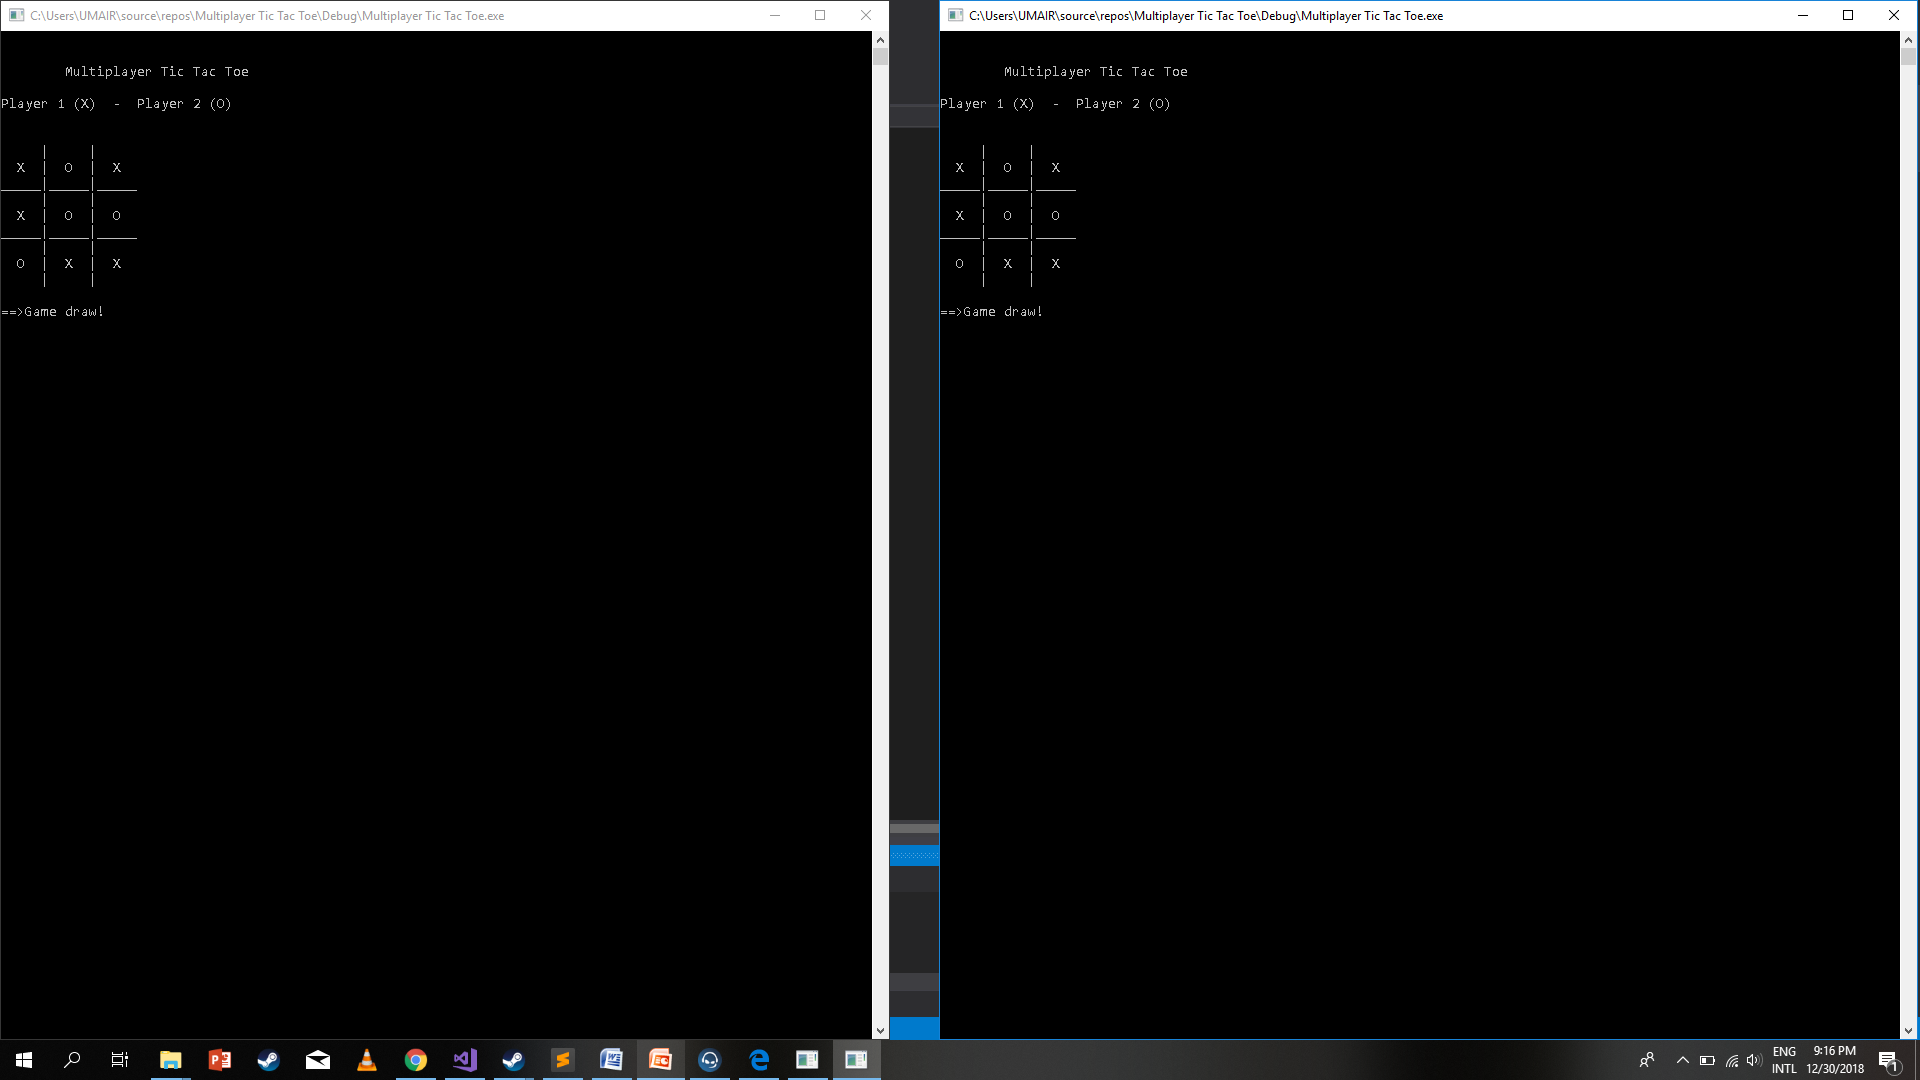 C:\Users\UMAIR\source\repos\Multiplayer Tic Tac Toe\Debug\Multiplayer Tic Tac Toe.exe
Multiplayer Tic Tac Toe
Player 1 (X)  -  Player 2 (O)
X | O | X
X | O | O
O | X | X
==>Game draw!
C:\Users\UMAIR\source\repos\Multiplayer Tic Tac Toe\Debug\Multiplayer Tic Tac Toe.exe
Multiplayer Tic Tac Toe
Player 1 (X)  -  Player 2 (O)
X | O | X
X | O | O
O | X | X
==>Game draw!
ENG
INTL
9:16 PM
12/30/2018
1